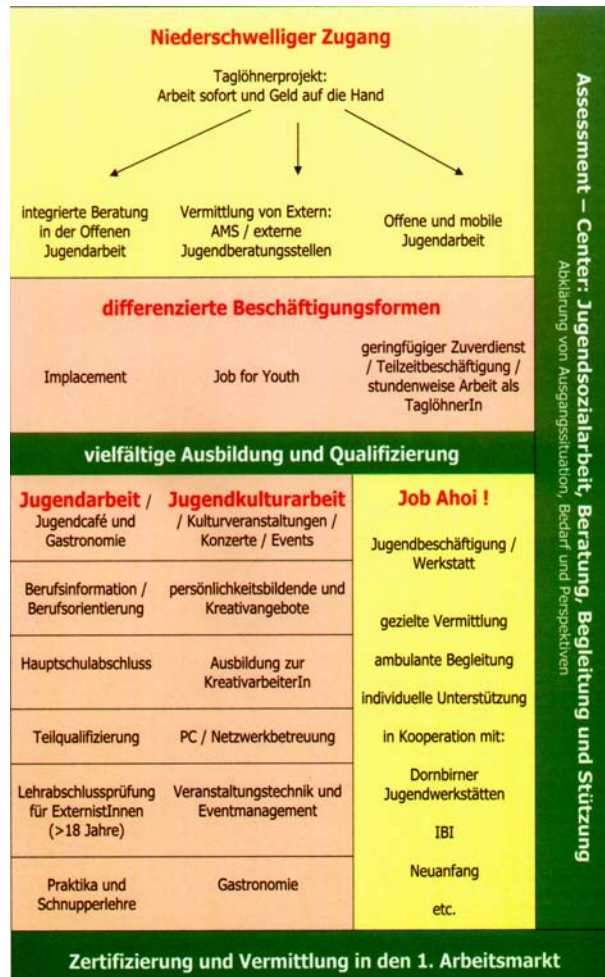 Niederschwelliger Zugang
Taglöhnerprojekt:
Arbeit sofort und Geld auf die Hand
integrierte Beratung
in der Offenen
Jugendarbeit
Vermittlung von Extern:
AMS / externe
Jugendberatungsstellen
Offene und mobile
Jugendarbeit
differenzierte Beschäftigungsformen
Implacement
Job for Youth
geringfügiger Zuverdienst
/ Teilzeitbeschäftigung /
stundenweise Arbeit als
TaglöhnerIn
vielfältige Ausbildung und Qualifizierung
Jugendarbeit /
Jugendcafé und
Gastronomie
Berufsinformation /
Berufsorientierung
Hauptschulabschluss
Teilqualifizierung
Lehrabschlussprüfung
für ExternistInnen
(>18 Jahre)
Praktika und
Schnupperlehre
Jugendkulturarbeit
/ Kulturveranstaltungen /
Konzerte / Events
persönlichkeitsbildende und
Kreativangebote
Ausbildung zur
KreativarbeiterIn
PC / Netzwerkbetreuung
Veranstaltungstechnik und
Eventmanagement
Gastronomie
Job Ahoi !
Jugendbeschäftigung /
Werkstatt
gezielte Vermittlung
ambulante Begleitung
individuelle Unterstützung
in Kooperation mit:
Dornbirner
Jugendwerkstätten
IBI
Neuanfang
etc.
Zertifizierung und Vermittlung in den 1. Arbeitsmarkt
Assessment – Center: Jugendsozialarbeit, Beratung, Begleitung und Stützung
Abklärung von Ausgangssituation, Bedarf und Perspektiven